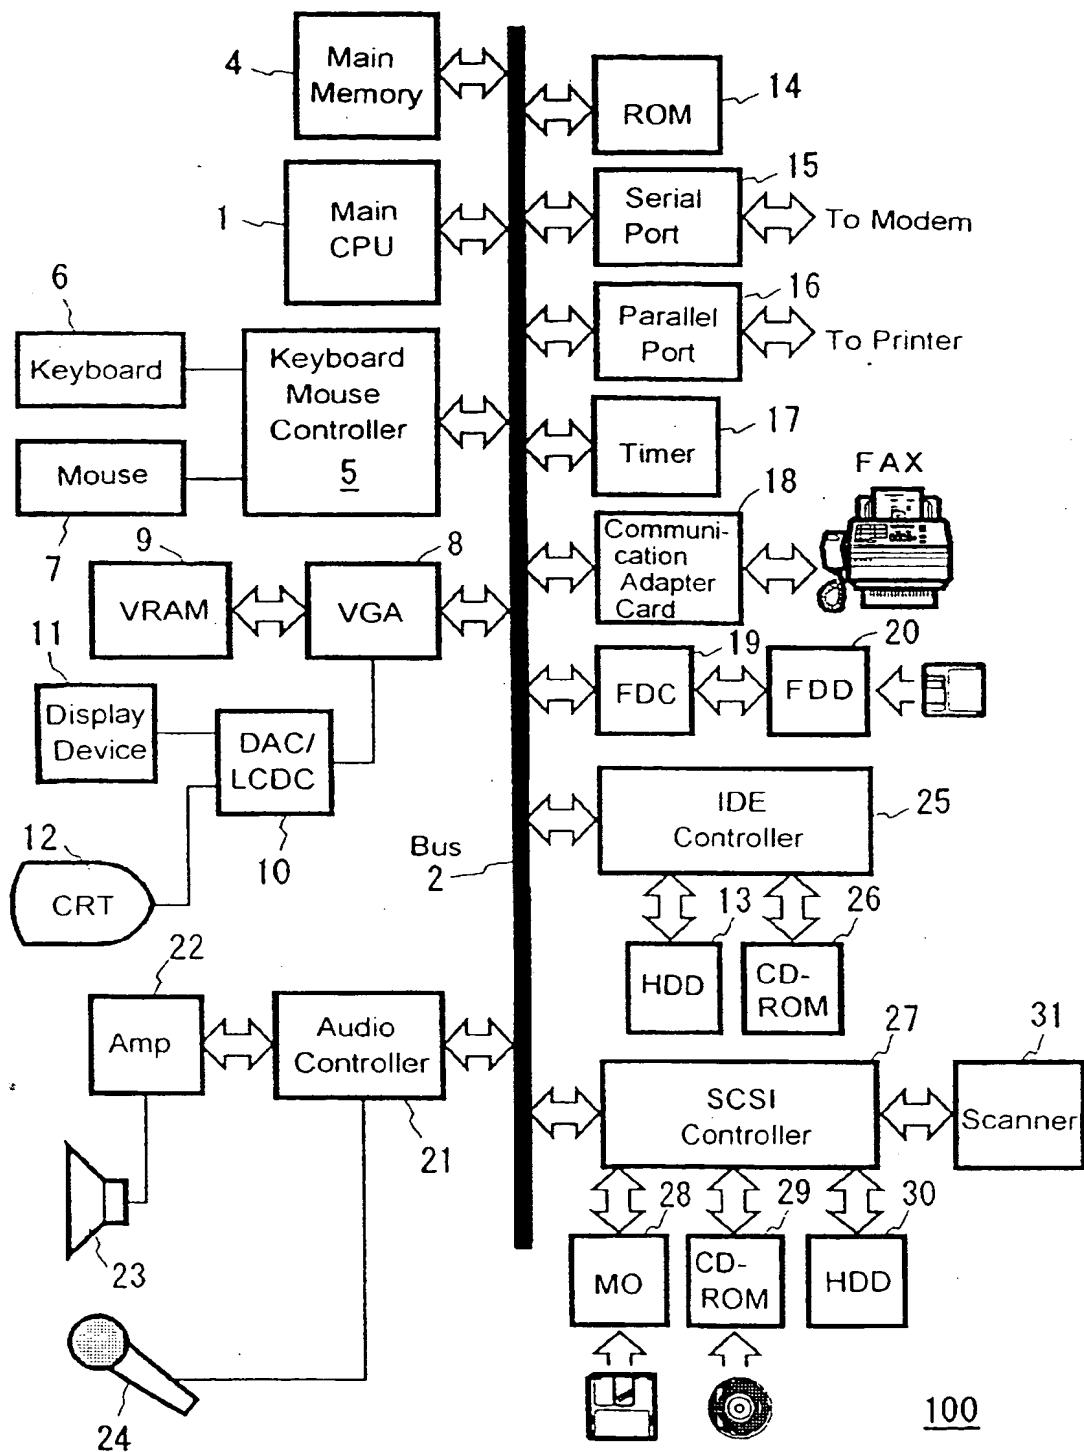 4
Main
Memory
ROM
14
1
Main
CPU
Serial
Port
15
To Modem
6
Keyboard
Keyboard
Mouse
Controller
5
Parallel
Port
16
To Printer
Mouse
7
Timer
17
FAX
9
VRAM
8
VGA
Communi-
cation
Adapter
Card
18
11
Display
Device
DAC/
LCDC
10
FDC
19
FDD
20
12
CRT
Bus
2
IDE
Controller
25
HDD
13
CD-
ROM
26
22
Amp
Audio
Controller
21
SCSI
Controller
27
31
Scanner
23
28
MO
29
CD-
ROM
30
HDD
24
100